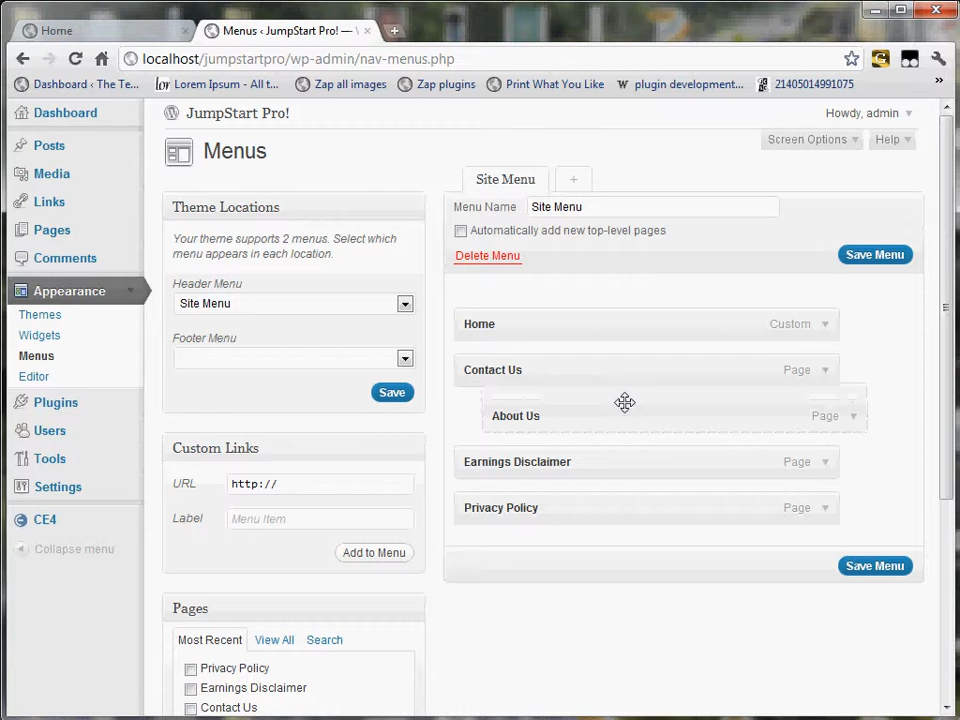 Home
Menus ‹ JumpStart Pro! — \
localhost/jumpstartpro/wp-admin/nav-menus.php
Dashboard ‹ The Te...
lor Lorem Ipsum - All t...
Zap all images
Zap plugins
Print What You Like
W plugin development...
21405014991075
»
Dashboard
JumpStart Pro!
Howdy, admin
Screen Options
Help
Posts
Media
Links
Pages
Comments
Appearance
Themes
Widgets
Menus
Editor
Plugins
Users
Tools
Settings
CE4
Collapse menu
Menus
Theme Locations
Your theme supports 2 menus. Select which
menu appears in each location.
Header Menu
Site Menu
Footer Menu
Save
Custom Links
URL http://
Label Menu Item
Add to Menu
Pages
Most Recent View All Search
Privacy Policy
Earnings Disclaimer
Contact Us
Site Menu +
Menu Name Site Menu
Automatically add new top-level pages
Delete Menu
Save Menu
Home Custom
Contact Us Page
About Us Page
Earnings Disclaimer Page
Privacy Policy Page
Save Menu